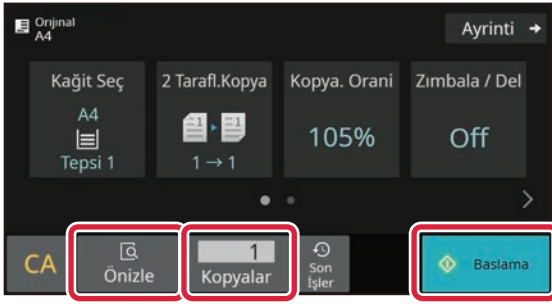 Orijinal
A4
Ayrinti
Kağit Seç
A4
Tepsi 1
2 Tarafl.Kopya
1 → 1
Kopya. Orani
105%
Zımbala / Del
Off
CA
Önizle
1
Kopyalar
Son
İşler
Baslama